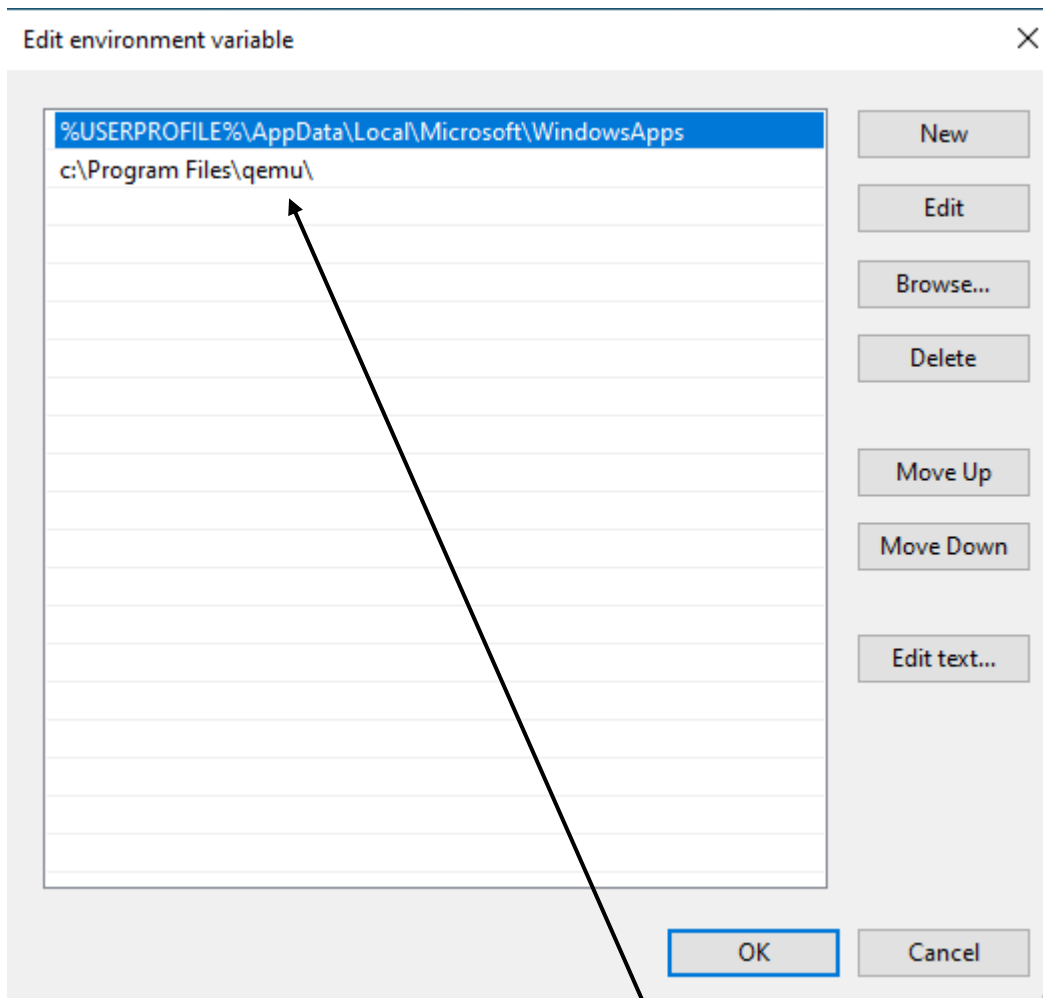 Edit environment variable
%USERPROFILE%\AppData\Local\Microsoft\WindowsApps
c:\Program Files\qemu\
New
Edit
Browse...
Delete
Move Up
Move Down
Edit text...
OK
Cancel